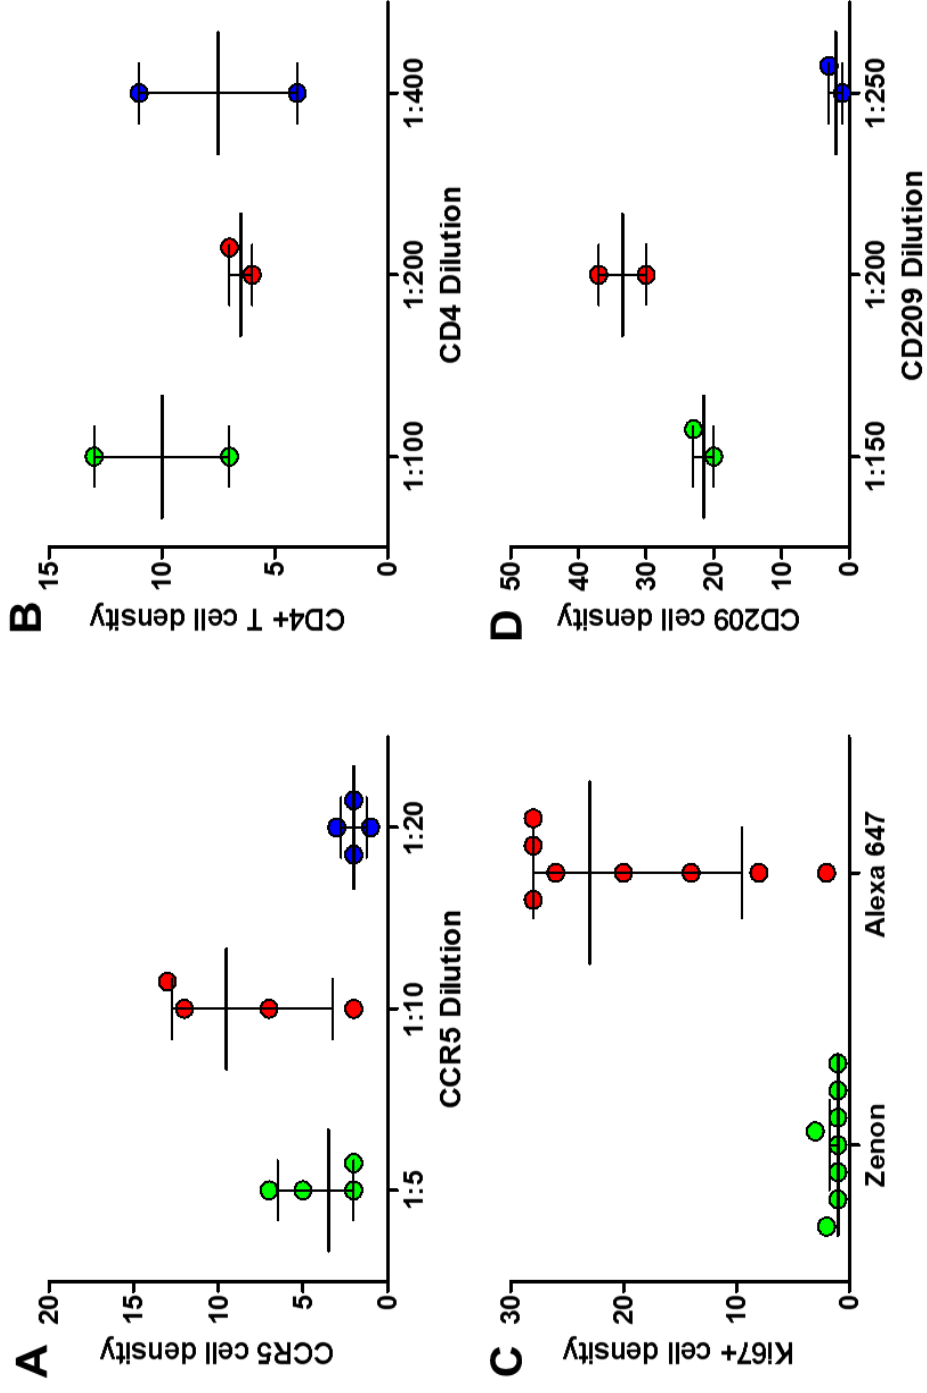 A
CCR5 cell density
20
15
10
5
0
1:5
1:10
1:20
CCR5 Dilution
B
CD4+ T cell density
15
10
5
0
1:100
1:200
1:400
CD4 Dilution
C
Ki67+ cell density
30
20
10
0
Zenon
Alexa 647
D
CD209 cell density
50
40
30
20
10
0
1:150
1:200
1:250
CD209 Dilution